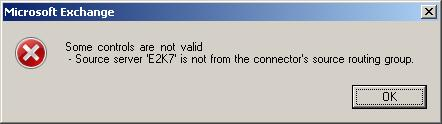 Microsoft Exchange
Some controls are not valid
- Source server 'E2K7' is not from the connector's source routing group.
OK